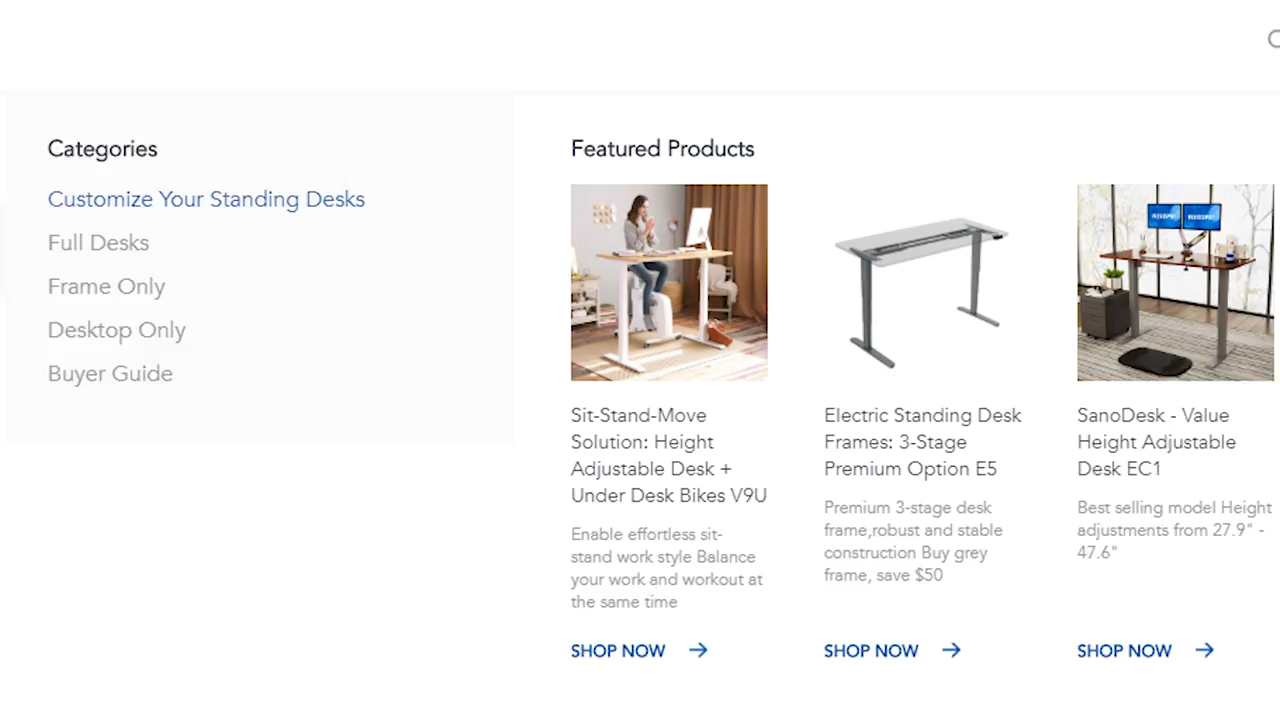 Categories
Customize Your Standing Desks
Full Desks
Frame Only
Desktop Only
Buyer Guide
Featured Products
FLEXISPOT FLEXISPOT
Sit-Stand-Move
Solution: Height
Adjustable Desk +
Under Desk Bikes V9U
Enable effortless sit-
stand work style Balance
your work and workout at
the same time
SHOP NOW
Electric Standing Desk
Frames: 3-Stage
Premium Option E5
Premium 3-stage desk
frame,robust and stable
construction Buy grey
frame, save $50
SHOP NOW
SanoDesk - Value
Height Adjustable
Desk EC1
Best selling model Height
adjustments from 27.9" -
47.6"
SHOP NOW